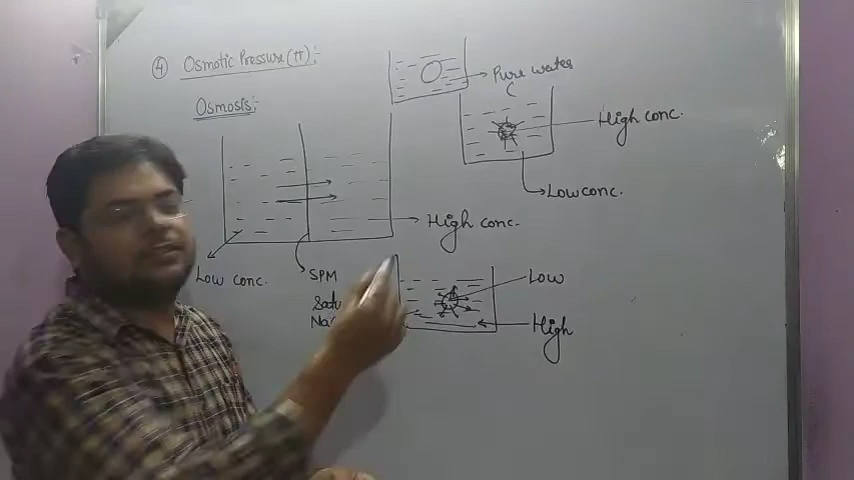 ④ Osmotic Pressure (π):-
Pure water
Osmosis:-
High conc.
Low conc.
High conc.
Low conc.
SPM
Low
High